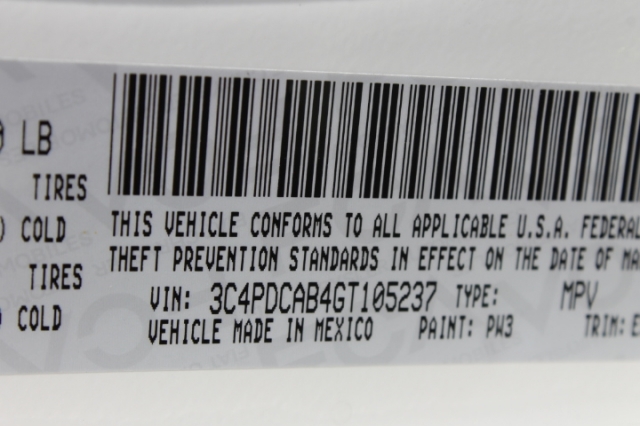 LB
TIRES
COLD
TIRES
COLD
THIS VEHICLE CONFORMS TO ALL APPLICABLE U.S.A. FEDERAL
THEFT PREVENTION STANDARDS IN EFFECT ON THE DATE OF
VIN: 3C4PDCAB4GT105237 TYPE: MPV
VEHICLE MADE IN MEXICO PAINT: PW3 TRIM: